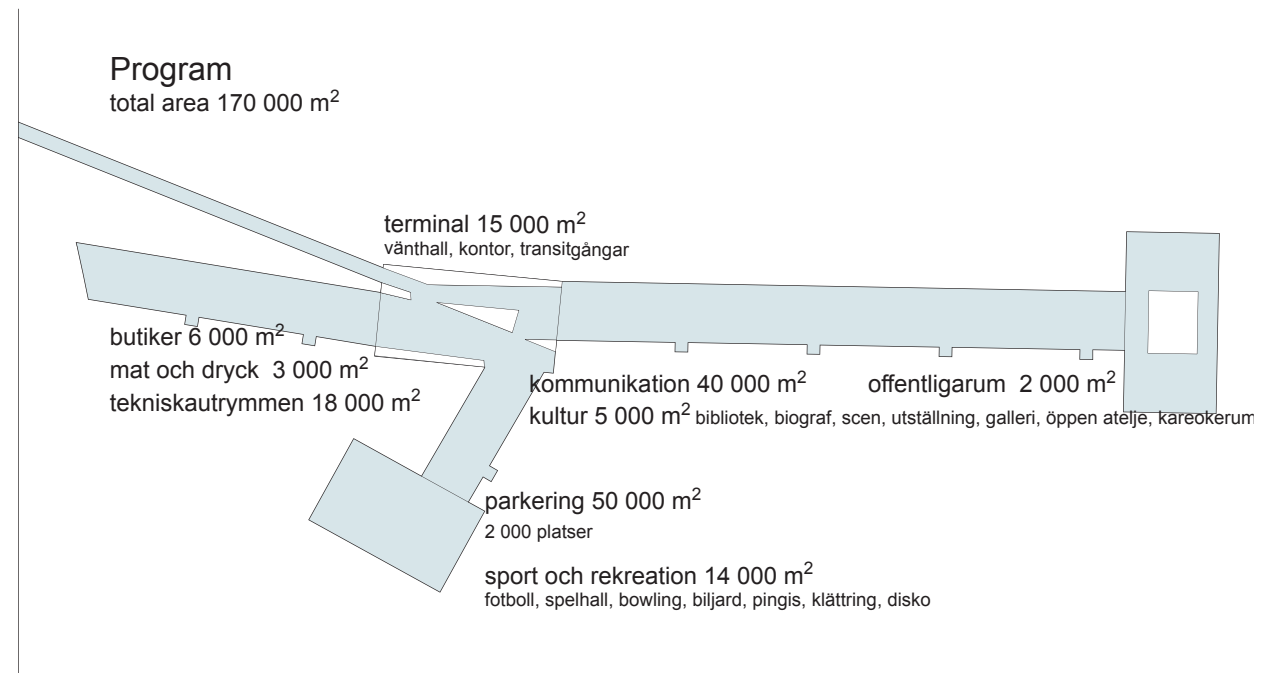 Program
total area 170 000 m²
terminal 15 000 m²
vänthall, kontor, transitgångar
butiker 6 000 m²
mat och dryck  3 000 m²
tekniskautrymmen 18 000 m²
kommunikation 40 000 m²
offentligarum  2 000 m²
kultur 5 000 m² bibliotek, biograf, scen, utställning, galleri, öppen atelje, kareokerum
parkering 50 000 m²
2 000 platser
sport och rekreation 14 000 m²
fotboll, spelhall, bowling, biljard, pingis, klättring, disko